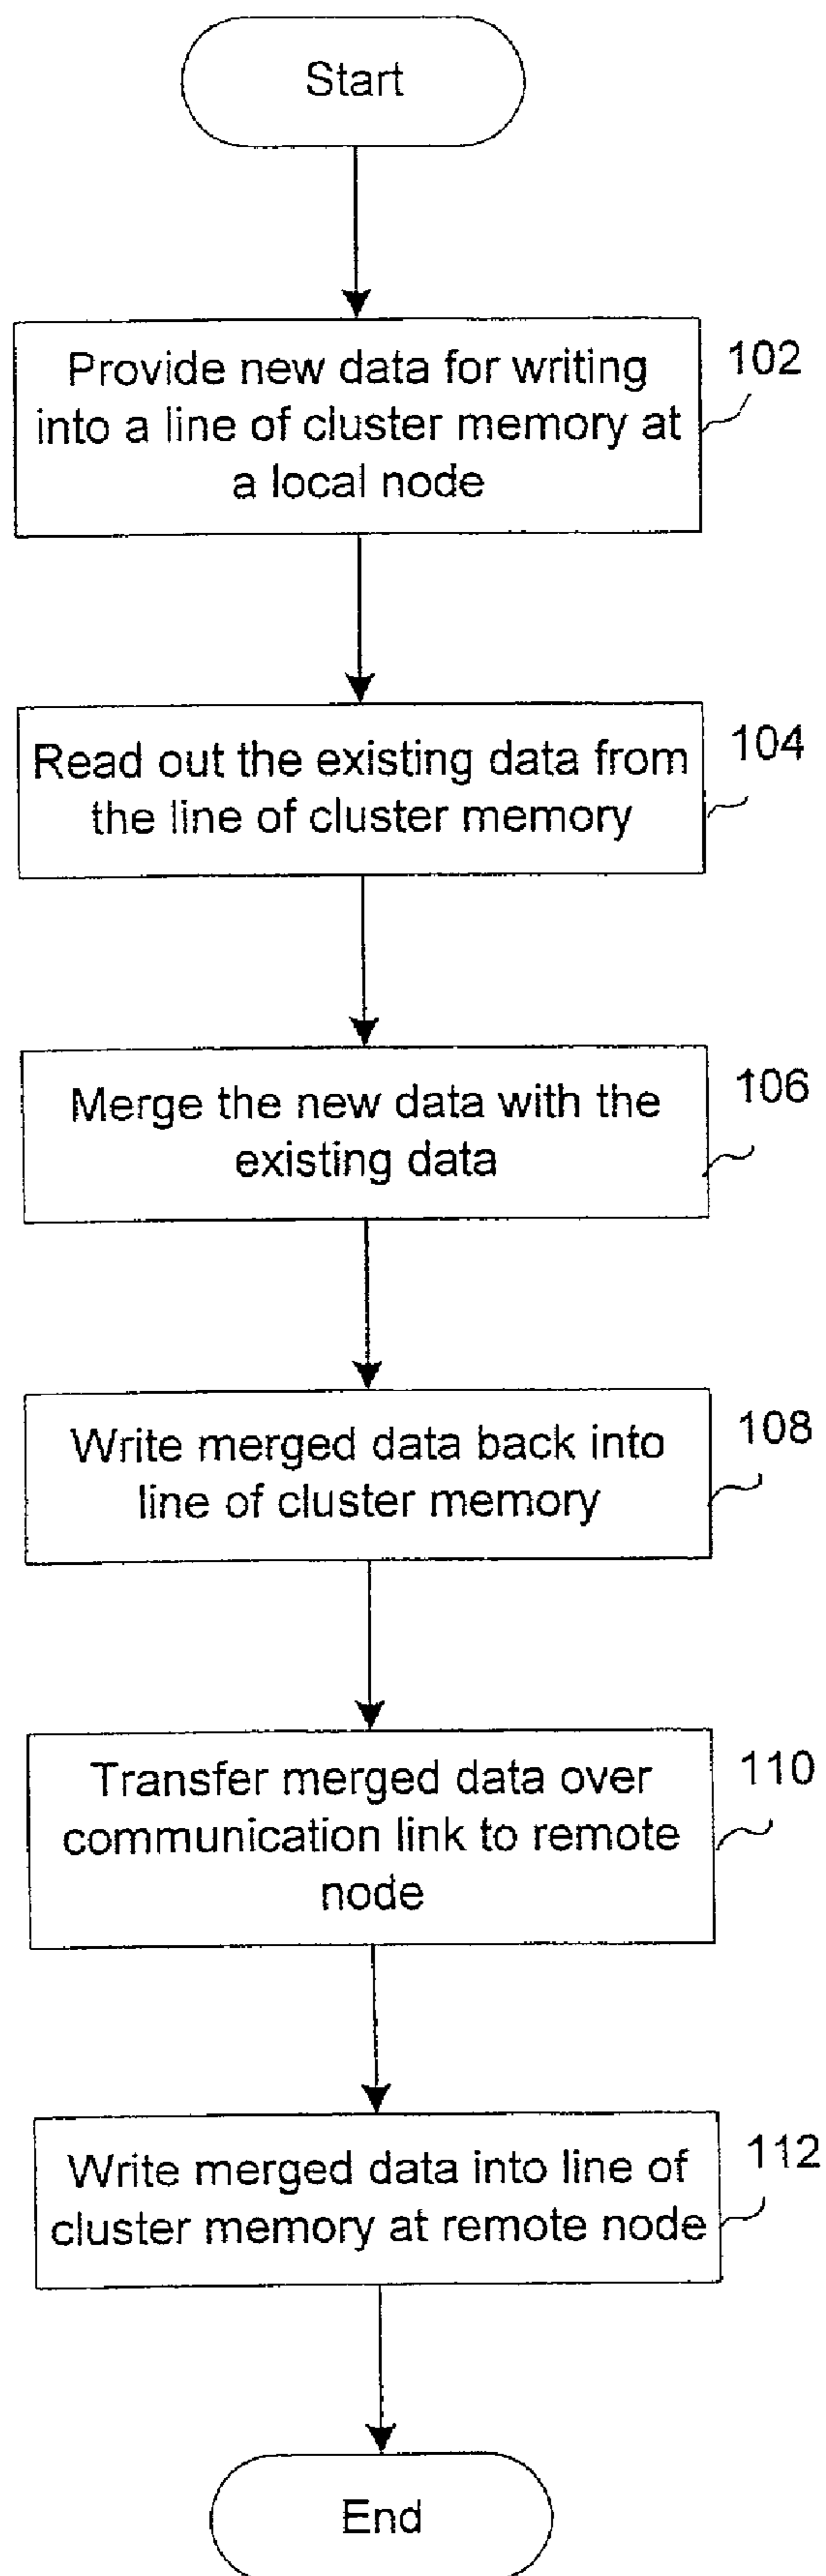 Start
Provide new data for writing
into a line of cluster memory at
a local node
102
Read out the existing data from
the line of cluster memory
104
Merge the new data with the
existing data
106
Write merged data back into
line of cluster memory
108
Transfer merged data over
communication link to remote
node
110
Write merged data into line of
cluster memory at remote node
112
End